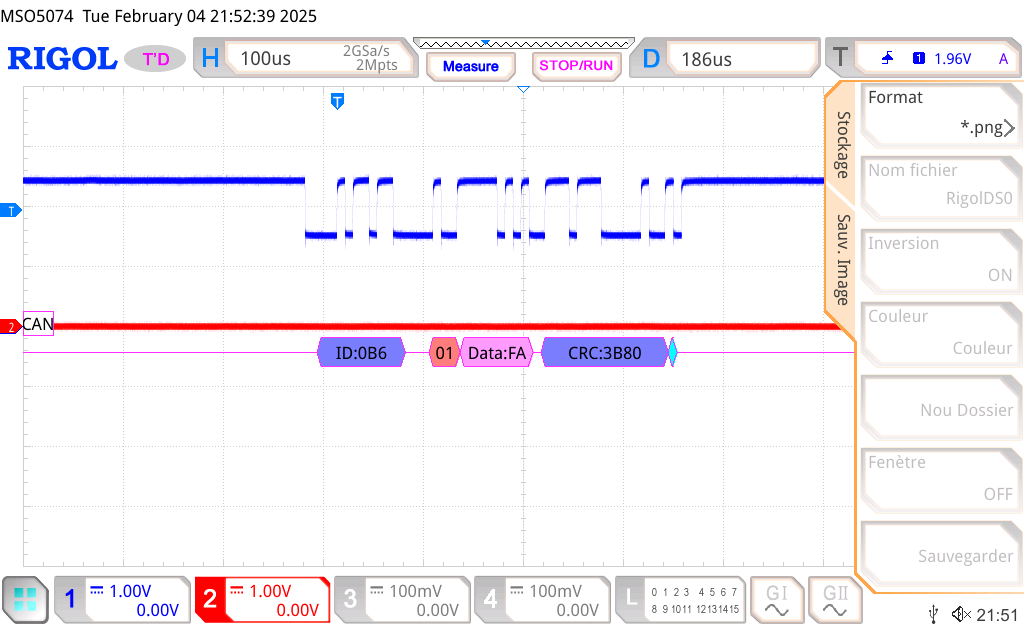 MSO5074 Tue February 04 21:52:39 2025
RIGOL T'D H 100us 2GSa/s 2Mpts Measure STOP/RUN D 186us T 1 1.96V A
T
Format
*.png
Stockage
Nom fichier
RigolDS0
T
Sauv. Image
Inversion
ON
2 CAN
Couleur
Couleur
ID:0B6 01 Data:FA CRC:3B80
Nou Dossier
Fenètre
OFF
Sauvegarder
1 1.00V 0.00V
2 1.00V 0.00V
3 100mV 0.00V
4 100mV 0.00V
L 0 1 2 3 4 5 6 7
8 9 10 11 12 13 14 15
GI GII
21:51